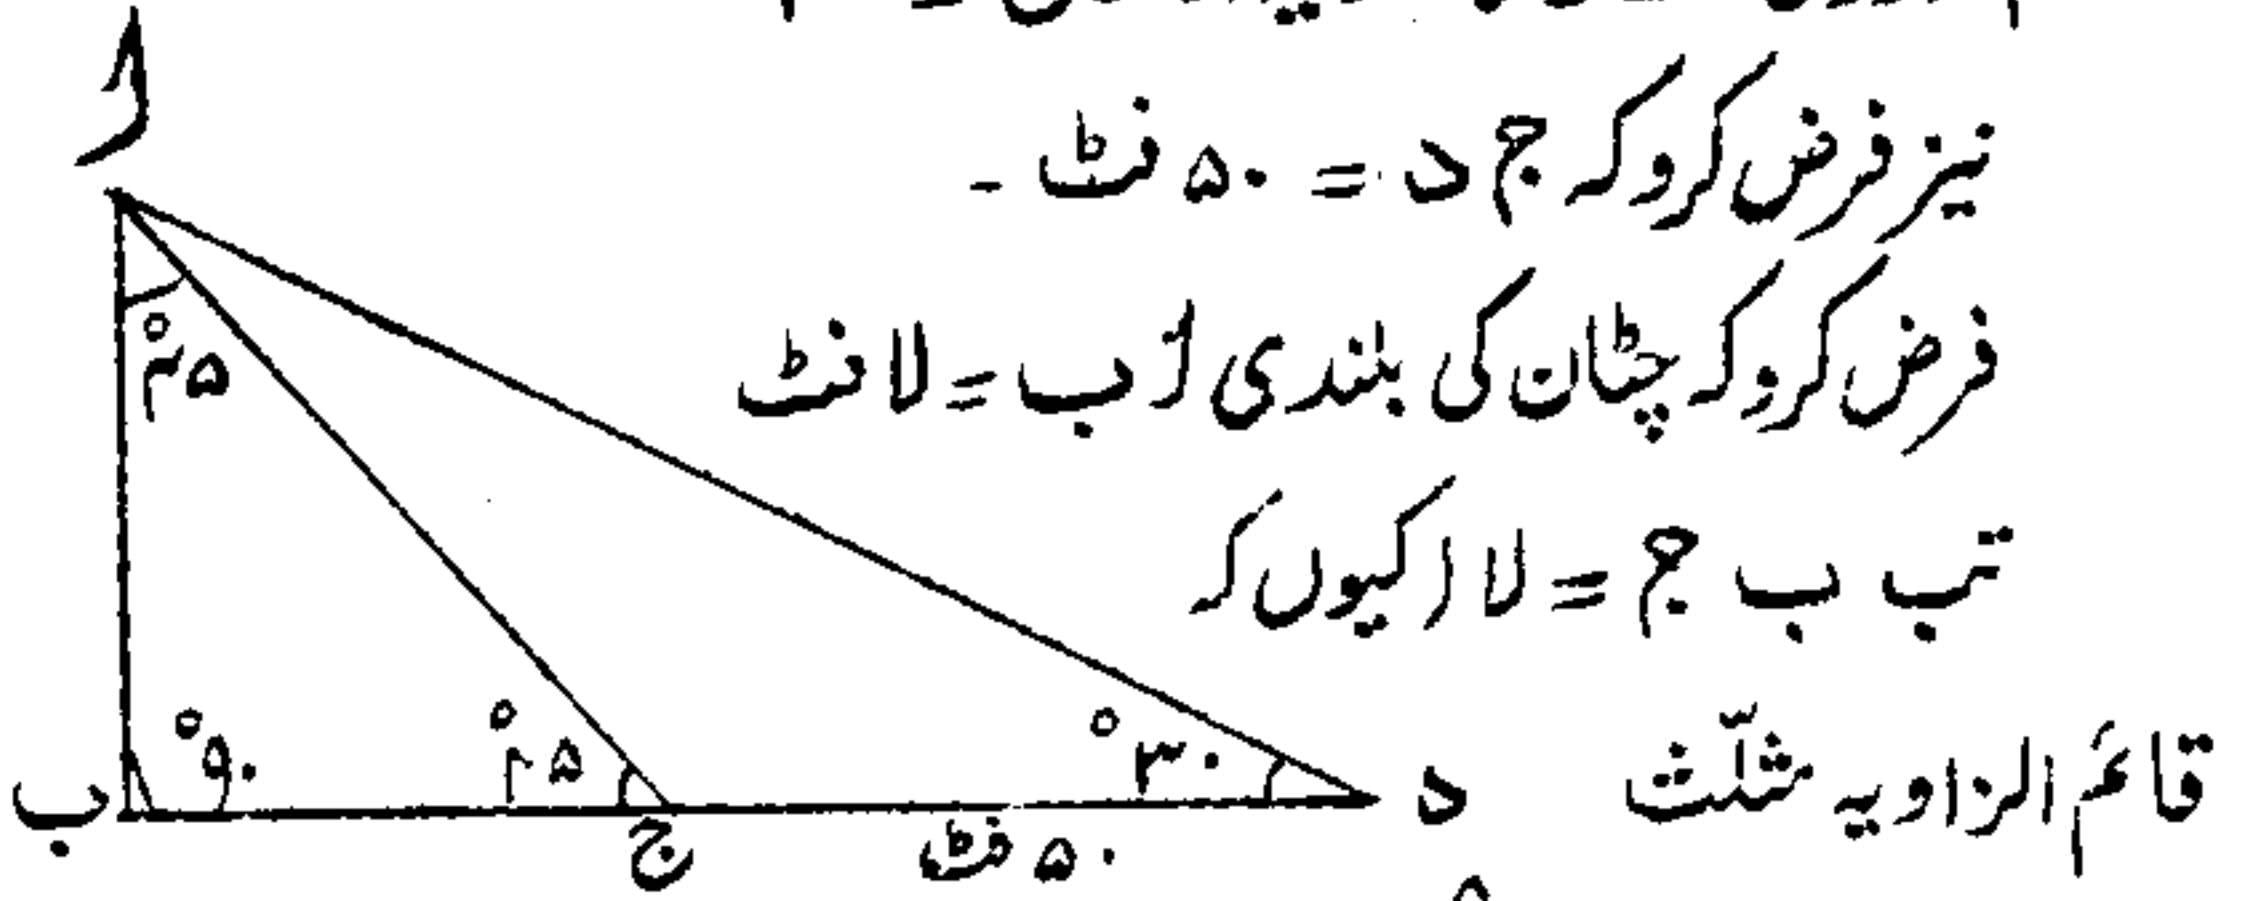 نیز فرض کرو کہ ج د = ۵۰ فٹ ـ
فرض کرو کہ چٹان کی بلندی اُ ب = لا فٹ
تب ب ج = لا ( کیوں کہ
قائم الزاویہ مثلّث
اُ
۴۵°
ب
۹۰°
۴۵°
ج
۵۰ فٹ
۳۰°
د